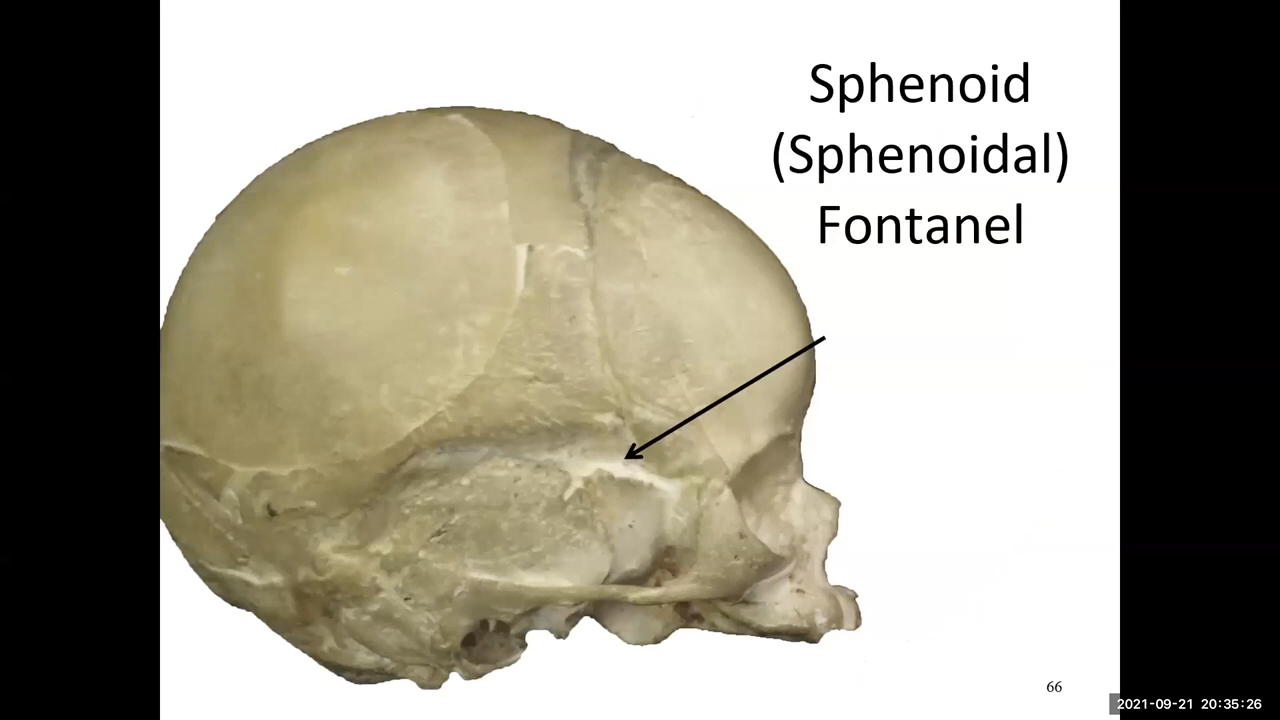 Sphenoid
(Sphenoidal)
Fontanel
66
2021-09-21 20:35:26